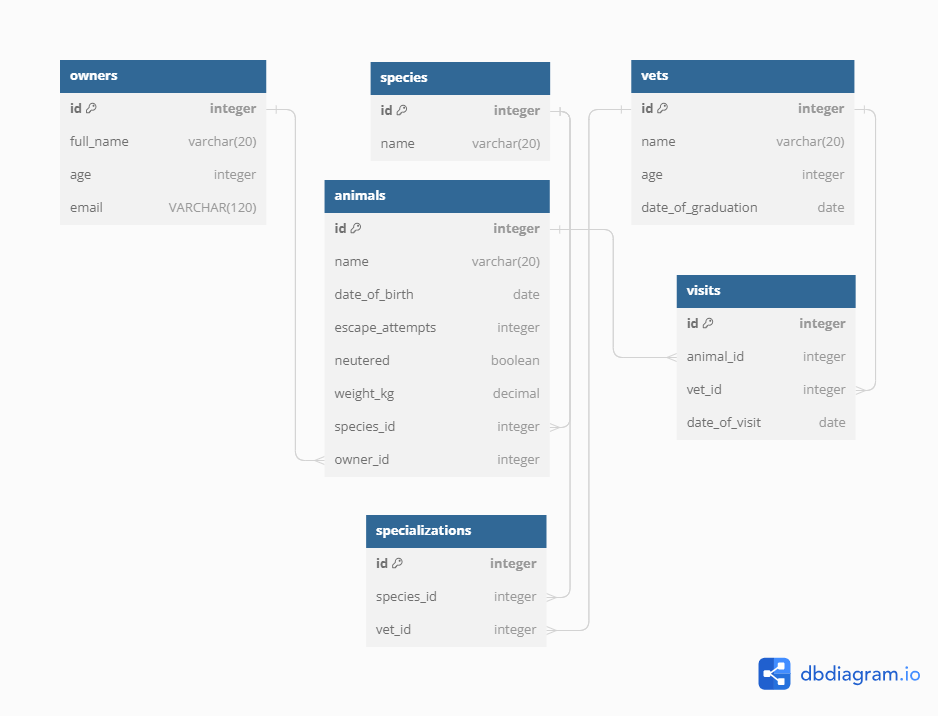 owners
id integer
full_name varchar(20)
age integer
email VARCHAR(120)
species
id integer
name varchar(20)
vets
id integer
name varchar(20)
age integer
date_of_graduation date
animals
id integer
name varchar(20)
date_of_birth date
escape_attempts integer
neutered boolean
weight_kg decimal
species_id integer
owner_id integer
visits
id integer
animal_id integer
vet_id integer
date_of_visit date
specializations
id integer
species_id integer
vet_id integer
dbdiagram.io